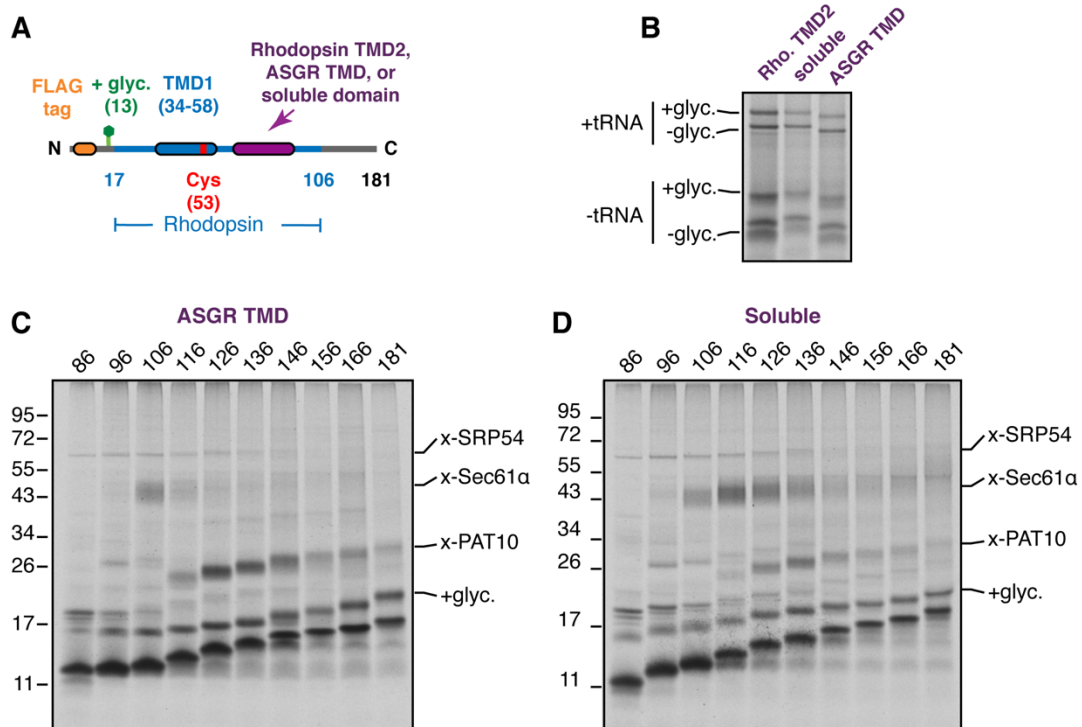 A
Rhodopsin TMD2,
ASGR TMD, or
soluble domain
FLAG
tag
+ glyc.
(13)
TMD1
(34-58)
N
C
17
Cys
(53)
106
181
Rhodopsin
B
Rho. TMD2
soluble
ASGR TMD
+tRNA
+glyc.
-glyc.
-tRNA
+glyc.
-glyc.
C
ASGR TMD
86 96 106 116 126 136 146 156 166 181
95
72
55
43
34
26
17
11
x-SRP54
x-Sec61α
x-PAT10
+glyc.
D
Soluble
86 96 106 116 126 136 146 156 166 181
95
72
55
43
34
26
17
11
x-SRP54
x-Sec61α
x-PAT10
+glyc.